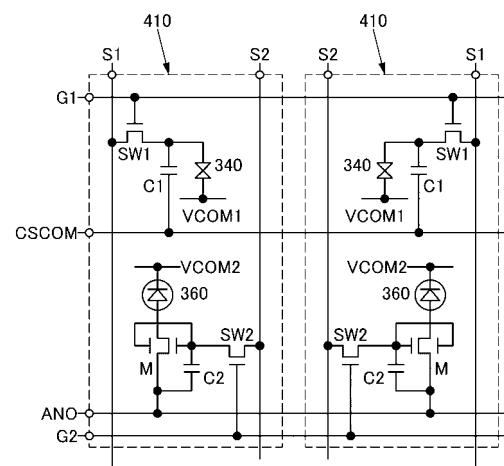 410 410
S1 S2 S2 S1
G1
SW1 SW1
340 340
C1 C1
VCOM1 VCOM1
CSCOM
VCOM2 VCOM2
360 360
SW2 SW2
M C2 C2 M
ANO
G2